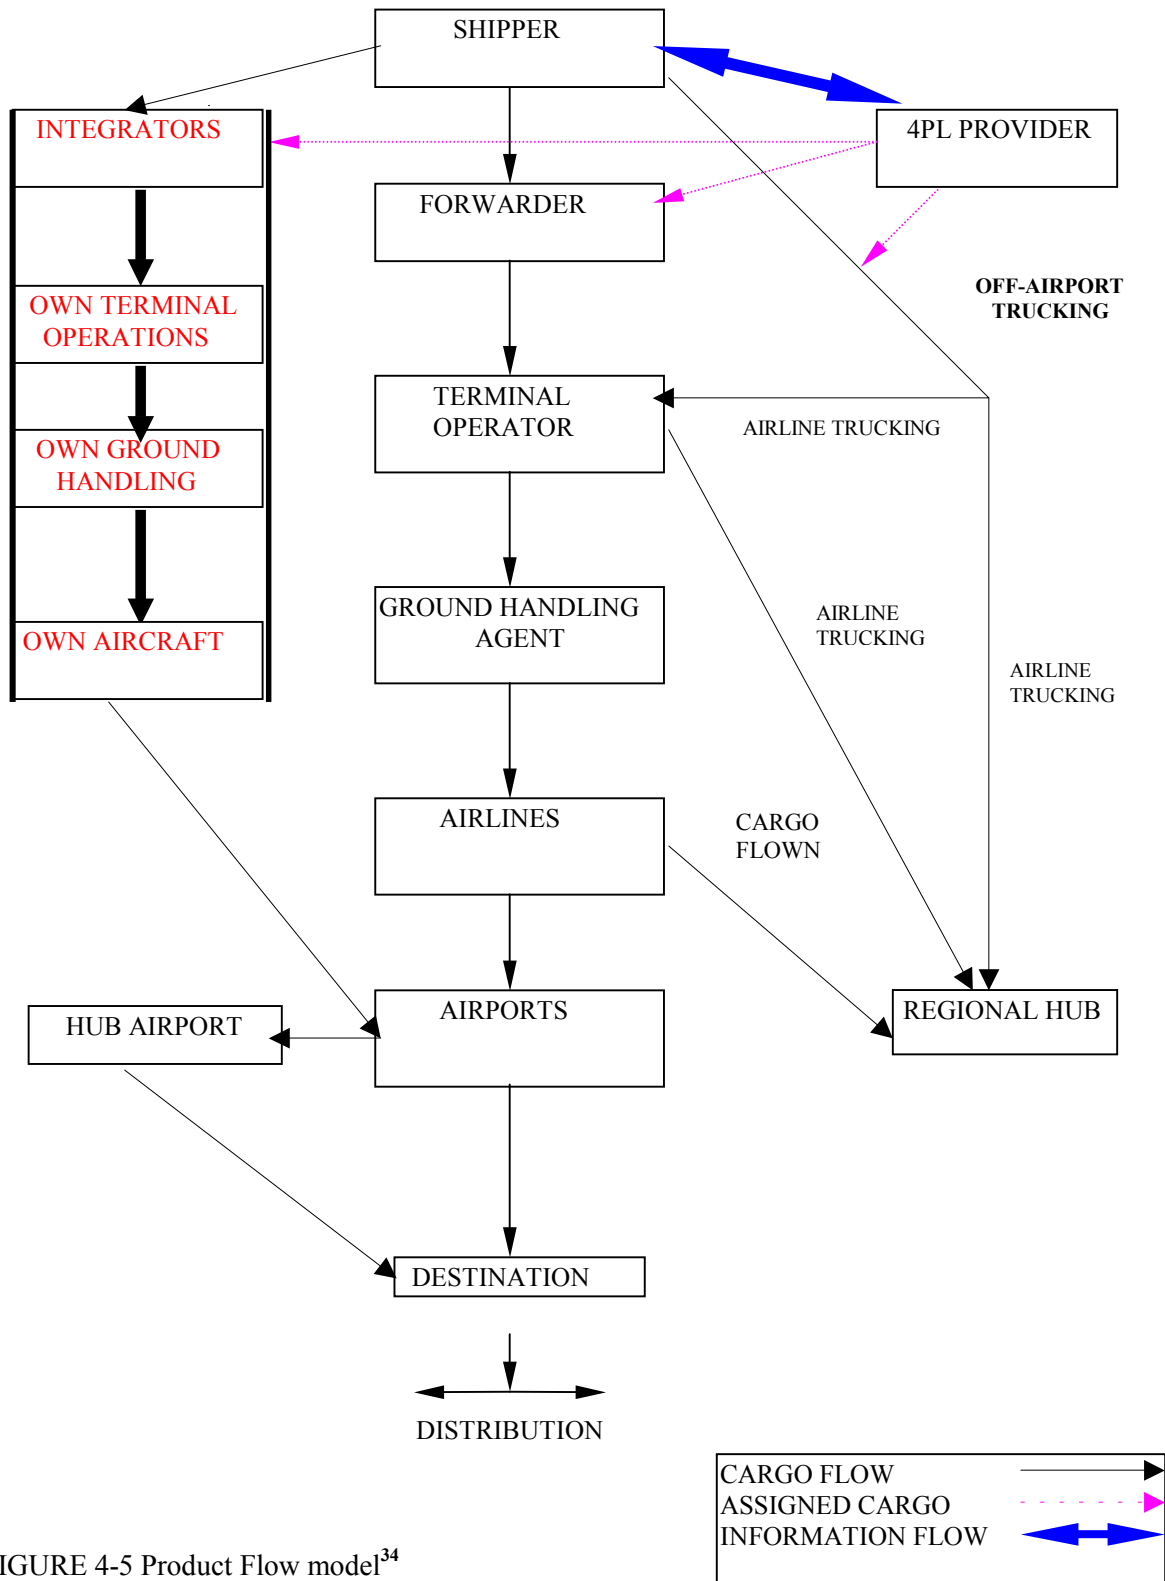 SHIPPER
INTEGRATORS
4PL PROVIDER
FORWARDER
OFF-AIRPORT
TRUCKING
OWN TERMINAL
OPERATIONS
TERMINAL
OPERATOR
AIRLINE TRUCKING
OWN GROUND
HANDLING
GROUND HANDLING
AGENT
AIRLINE
TRUCKING
OWN AIRCRAFT
AIRLINE
TRUCKING
AIRLINES
CARGO
FLOWN
HUB AIRPORT
AIRPORTS
REGIONAL HUB
DESTINATION
DISTRIBUTION
CARGO FLOW
ASSIGNED CARGO
INFORMATION FLOW
IGURE 4-5 Product Flow model34